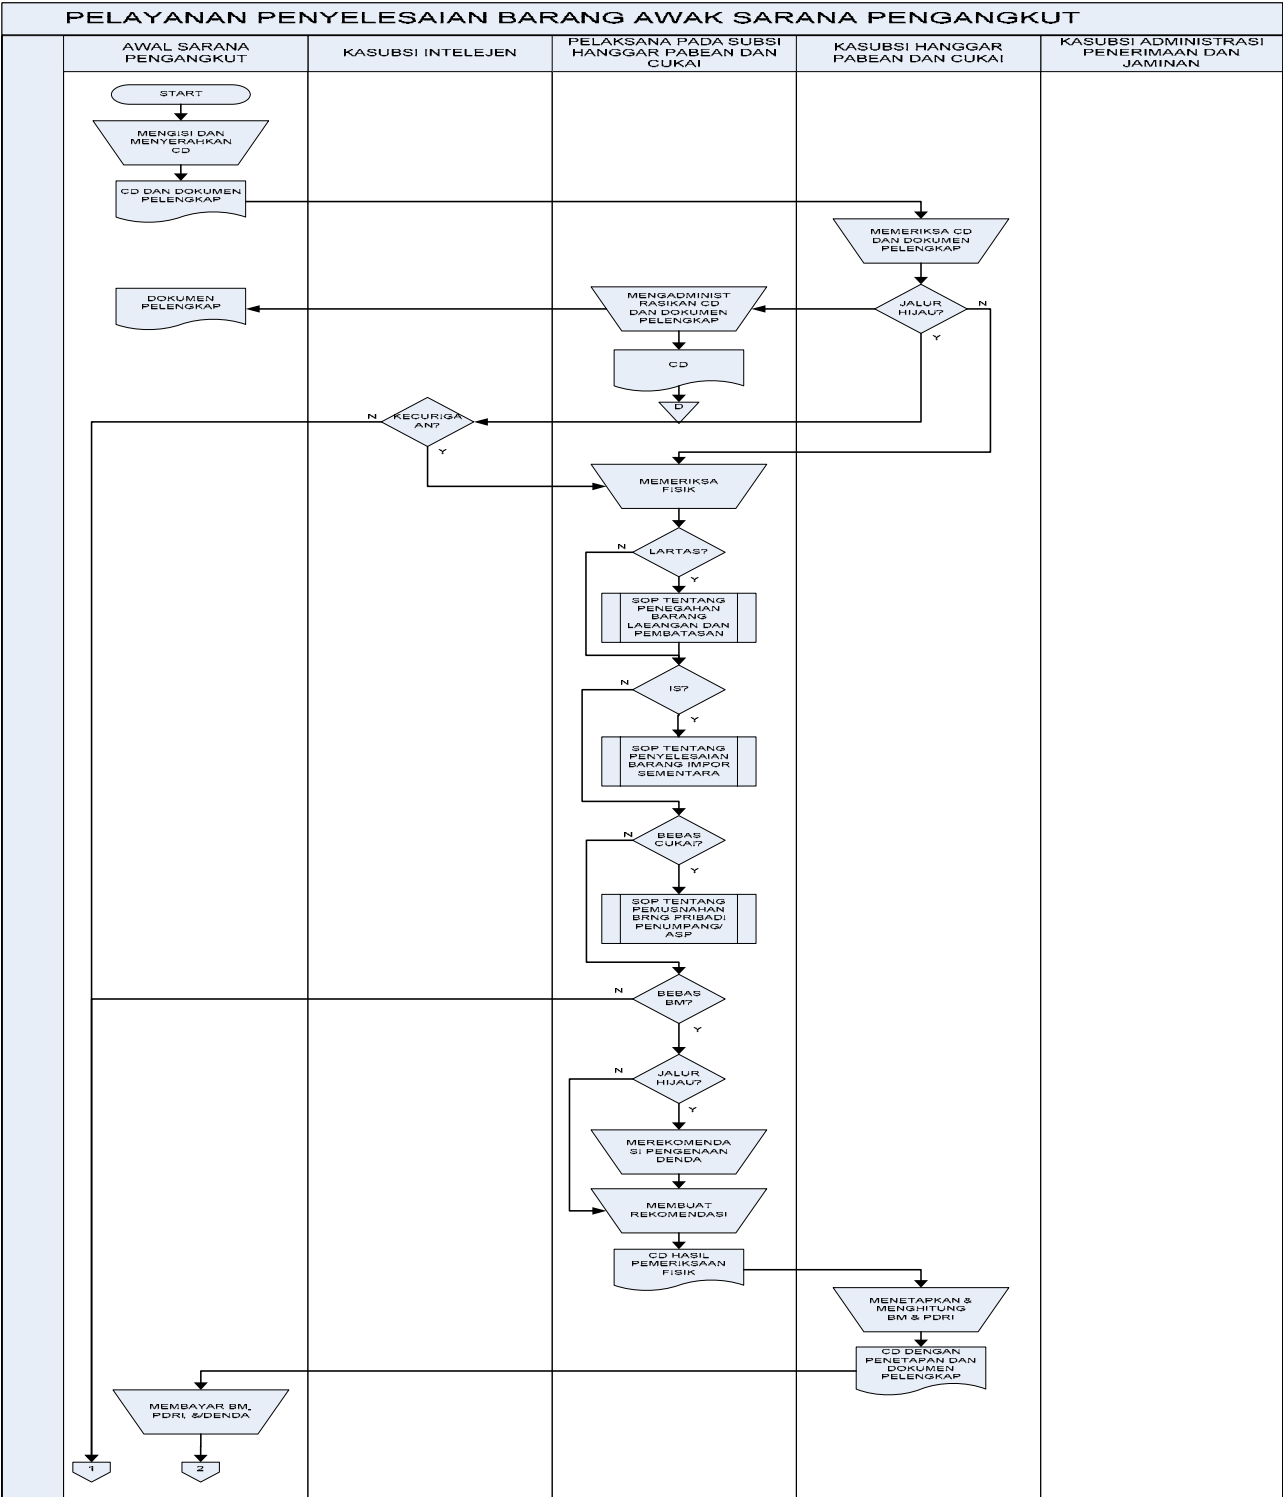 PELAYANAN PENYELESAIAN BARANG AWAK SARANA PENGANGKUT
AWAL SARANA
PENGANGKUT
KASUBSI INTELEJEN
PELAKSANA PADA SUBSI
HANGGAR PABEAN DAN
CUKAI
KASUBSI HANGGAR
PABEAN DAN CUKAI
KASUBSI ADMINISTRASI
PENERIMAAN DAN
JAMINAN
START
MENGISI DAN
MENYERAHKAN
CD
CD DAN DOKUMEN
PELENGKAP
MEMERIKSA CD
DAN DOKUMEN
PELENGKAP
DOKUMEN
PELENGKAP
MENGADMINIST
RASIKAN CD
DAN DOKUMEN
PELENGKAP
JALUR
HIJAU?
N
Y
CD
D
N
KECURIGA
AN?
Y
MEMERIKSA
FISIK
N
LARTAS?
Y
SOP TENTANG
PENEGAHAN
BARANG
LAEANGAN DAN
PEMBATASAN
N
IS?
Y
SOP TENTANG
PENYELESAIAN
BARANG IMPOR
SEMENTARA
N
BEBAS
CUKAI?
Y
SOP TENTANG
PEMUSNAHAN
BRNG PRIBADI
PENUMPANG/
ASP
N
BEBAS
BM?
Y
N
JALUR
HIJAU?
Y
MEREKOMENDA
SI PENGENAAN
DENDA
MEMBUAT
REKOMENDASI
CD HASIL
PEMERIKSAAN
FISIK
MENETAPKAN &
MENGHITUNG
BM & PDRI
CD DENGAN
PENETAPAN DAN
DOKUMEN
PELENGKAP
MEMBAYAR BM,
PDRI, &/DENDA
1
2